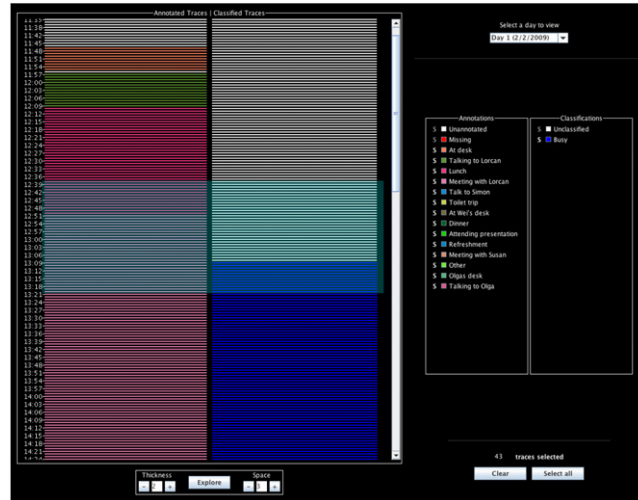 Annotated Traces | Classified Traces
11:38
11:42
11:45
11:48
11:51
11:54
11:57
12:00
12:03
12:06
12:09
12:12
12:15
12:18
12:21
12:24
12:27
12:30
12:33
12:36
12:39
12:42
12:45
12:48
12:51
12:54
12:57
13:00
13:03
13:06
13:09
13:12
13:15
13:18
13:21
13:24
13:27
13:30
13:33
13:36
13:39
13:42
13:45
13:48
13:51
13:54
13:57
14:00
14:03
14:06
14:09
14:12
14:15
14:18
14:21
Thickness
- 2 +
Explore
Space
- +
Select a day to view
Day 1 (2/2/2009)
Annotations
S Unannotated
S Missing
S At desk
S Talking to Lorcan
S Lunch
S Meeting with Lorcan
S Talk to Simon
S Toilet trip
S At Wei's desk
S Dinner
S Attending presentation
S Refreshment
S Meeting with Susan
S Other
S Olgas desk
S Talking to Olga
Classifications
S Unclassified
S Busy
43 traces selected
Clear
Select all